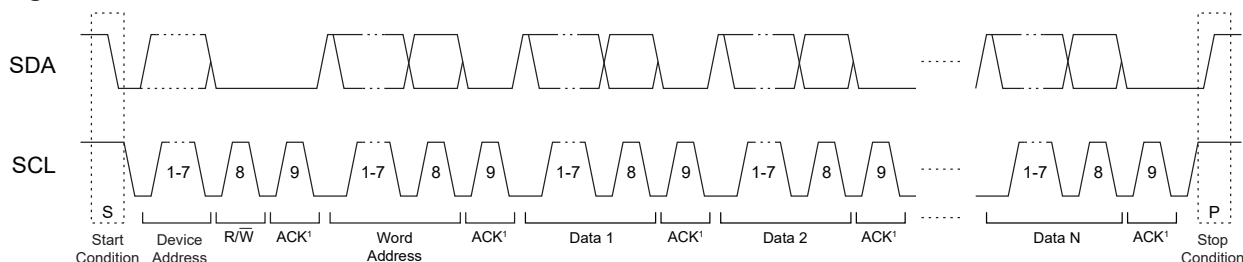 SDA
SCL
1-7 8 9 1-7 8 9 1-7 8 9 1-7 8 9 1-7 8 9
S P
Start Condition Device Address R/W̅ ACK¹ Word Address ACK¹ Data 1 ACK¹ Data 2 ACK¹ Data N ACK¹ Stop Condition